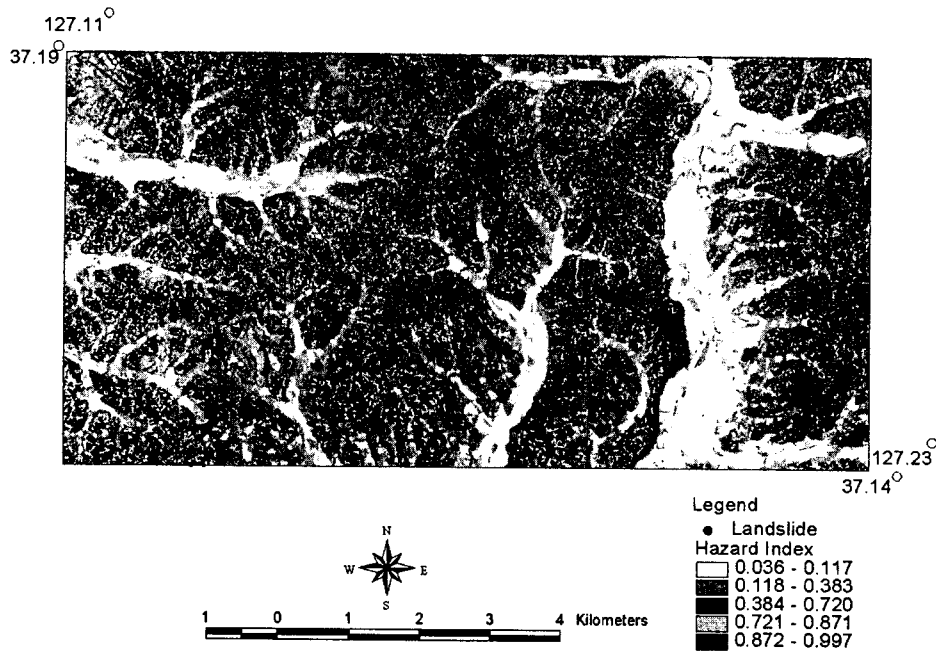 127.11°
37.19°
127.23°
37.14°
Legend
Landslide
Hazard Index
0.036 - 0.117
0.118 - 0.383
0.384 - 0.720
0.721 - 0.871
0.872 - 0.997
N
W E
S
1 0 1 2 3 4 Kilometers